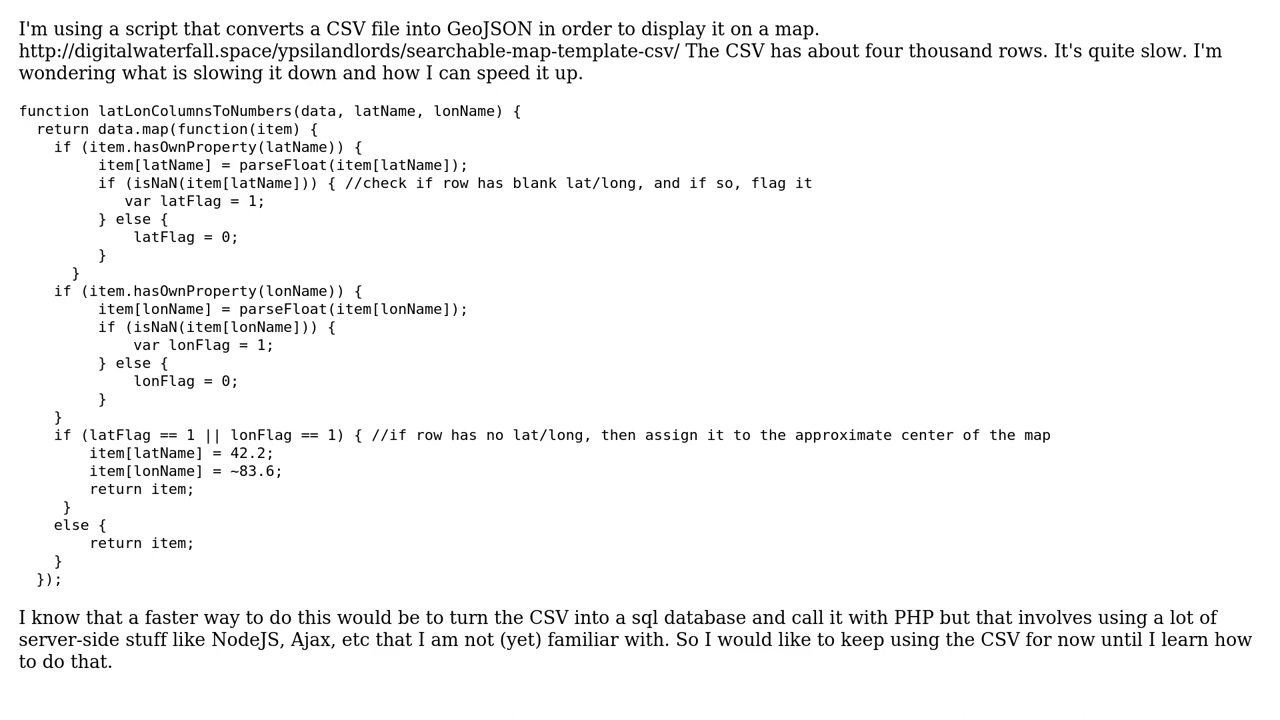 I'm using a script that converts a CSV file into GeoJSON in order to display it on a map.
http://digitalwaterfall.space/ypsilandlords/searchable-map-template-csv/ The CSV has about four thousand rows. It's quite slow. I'm
wondering what is slowing it down and how I can speed it up.
function latLonColumnsToNumbers(data, latName, lonName) {
  return data.map(function(item) {
    if (item.hasOwnProperty(latName)) {
         item[latName] = parseFloat(item[latName]);
         if (isNaN(item[latName])) { //check if row has blank lat/long, and if so, flag it
            var latFlag = 1;
         } else {
             latFlag = 0;
         }
      }
    if (item.hasOwnProperty(lonName)) {
         item[lonName] = parseFloat(item[lonName]);
         if (isNaN(item[lonName])) {
             var lonFlag = 1;
         } else {
             lonFlag = 0;
         }
    }
    if (latFlag == 1 || lonFlag == 1) { //if row has no lat/long, then assign it to the approximate center of the map
        item[latName] = 42.2;
        item[lonName] = ~83.6;
        return item;
     }
    else {
        return item;
    }
  });
I know that a faster way to do this would be to turn the CSV into a sql database and call it with PHP but that involves using a lot of
server-side stuff like NodeJS, Ajax, etc that I am not (yet) familiar with. So I would like to keep using the CSV for now until I learn how
to do that.